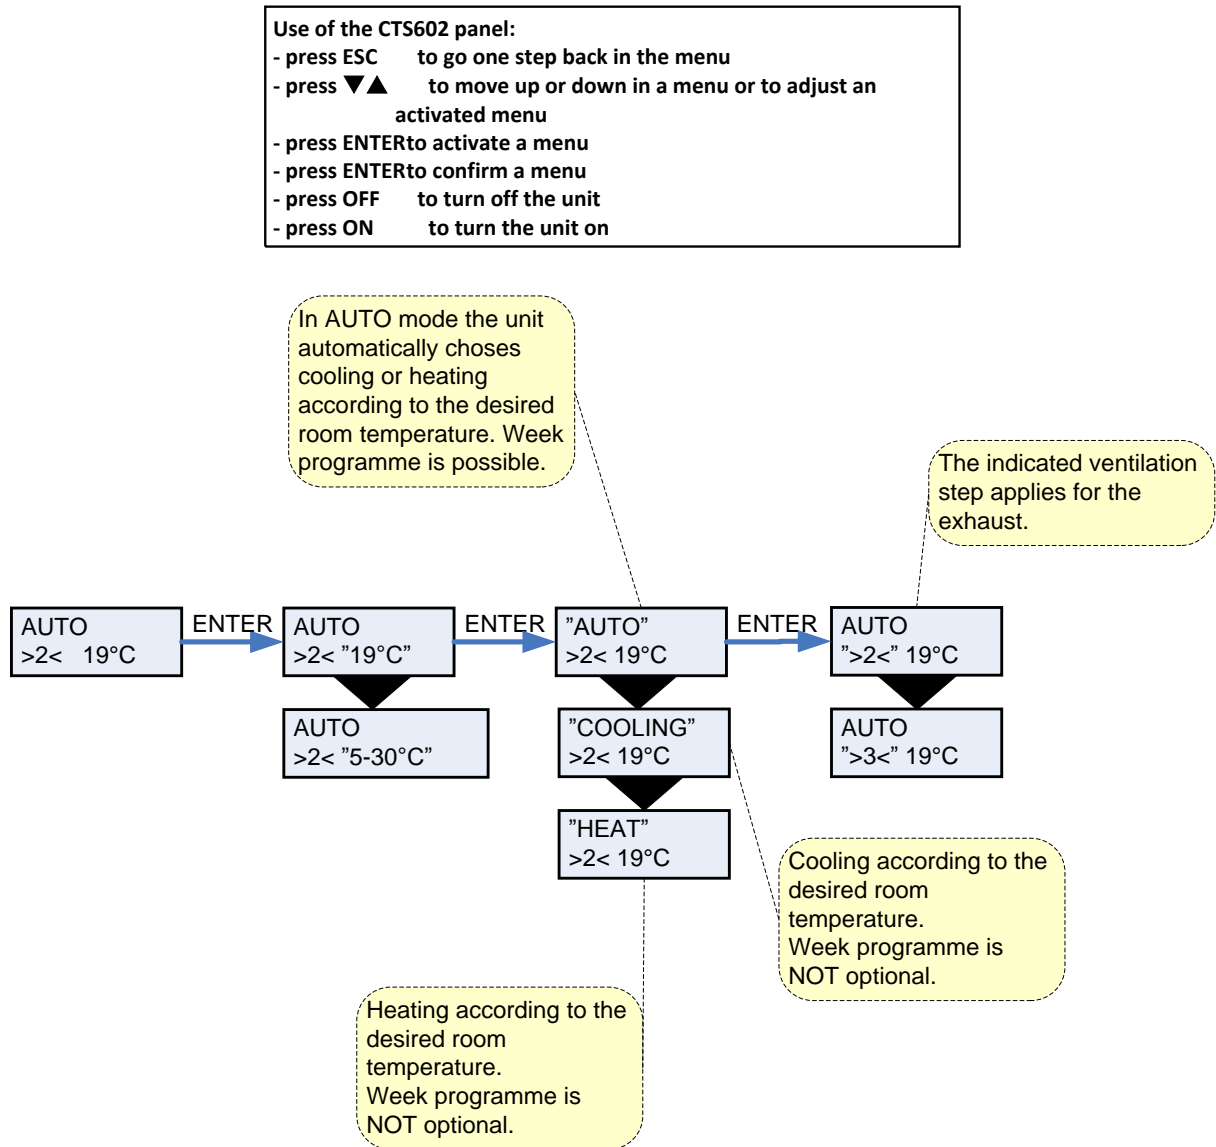 Use of the CTS602 panel:
- press ESC to go one step back in the menu
- press ▼▲ to move up or down in a menu or to adjust an
activated menu
- press ENTERto activate a menu
- press ENTERto confirm a menu
- press OFF to turn off the unit
- press ON to turn the unit on
In AUTO mode the unit
automatically choses
cooling or heating
according to the desired
room temperature. Week
programme is possible.
The indicated ventilation
step applies for the
exhaust.
AUTO
>2< 19°C
ENTER
AUTO
>2< "19°C"
ENTER
"AUTO"
>2< 19°C
ENTER
AUTO
">2<" 19°C
AUTO
>2< "5-30°C"
"COOLING"
>2< 19°C
AUTO
">3<" 19°C
"HEAT"
>2< 19°C
Cooling according to the
desired room
temperature.
Week programme is
NOT optional.
Heating according to the
desired room
temperature.
Week programme is
NOT optional.